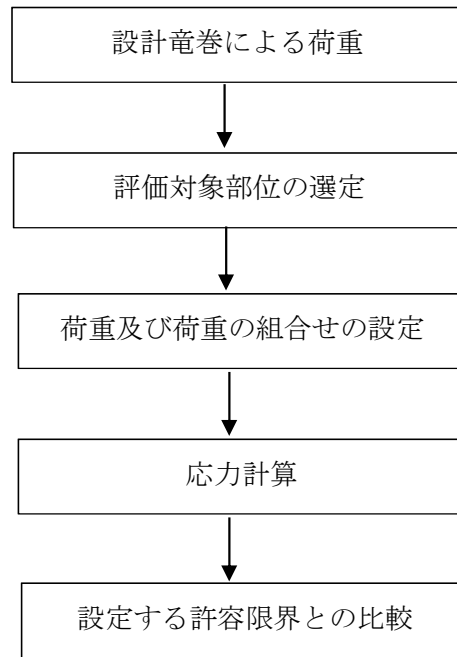 設計竜巻による荷重
評価対象部位の選定
荷重及び荷重の組合せの設定
応力計算
設定する許容限界との比較